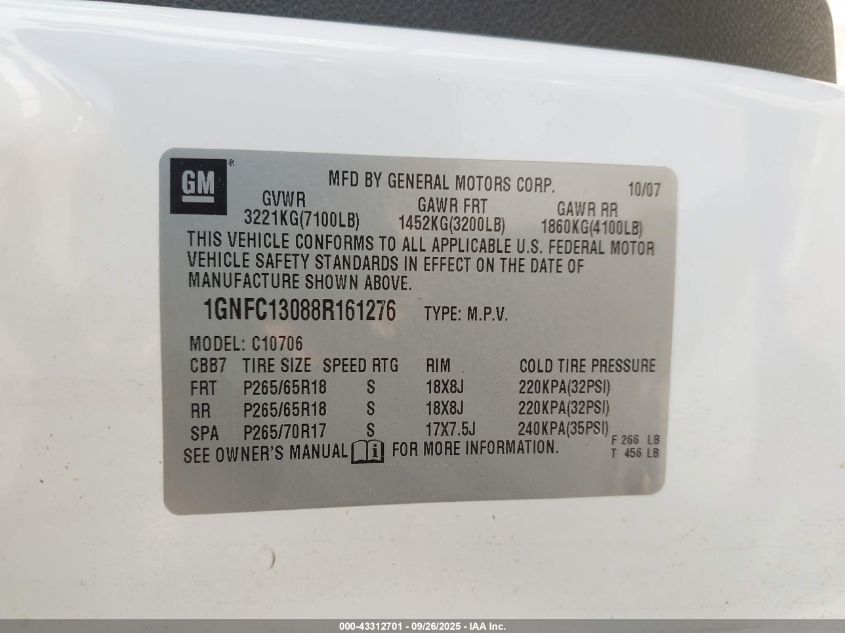 GM®
MFD BY GENERAL MOTORS CORP. 10/07
GVWR GAWR FRT GAWR RR
3221KG(7100LB) 1452KG(3200LB) 1860KG(4100LB)
THIS VEHICLE CONFORMS TO ALL APPLICABLE U.S. FEDERAL MOTOR
VEHICLE SAFETY STANDARDS IN EFFECT ON THE DATE OF
MANUFACTURE SHOWN ABOVE.
1GNFC13088R161276 TYPE: M.P.V.
MODEL: C10706
CBB7 TIRE SIZE SPEED RTG RIM COLD TIRE PRESSURE
FRT P265/65R18 S 18X8J 220KPA(32PSI)
RR P265/65R18 S 18X8J 220KPA(32PSI)
SPA P265/70R17 S 17X7.5J 240KPA(35PSI)
F 266 LB
SEE OWNER'S MANUAL i FOR MORE INFORMATION.
T 456 LB
000-43312701 - 09/26/2025 - IAA Inc.